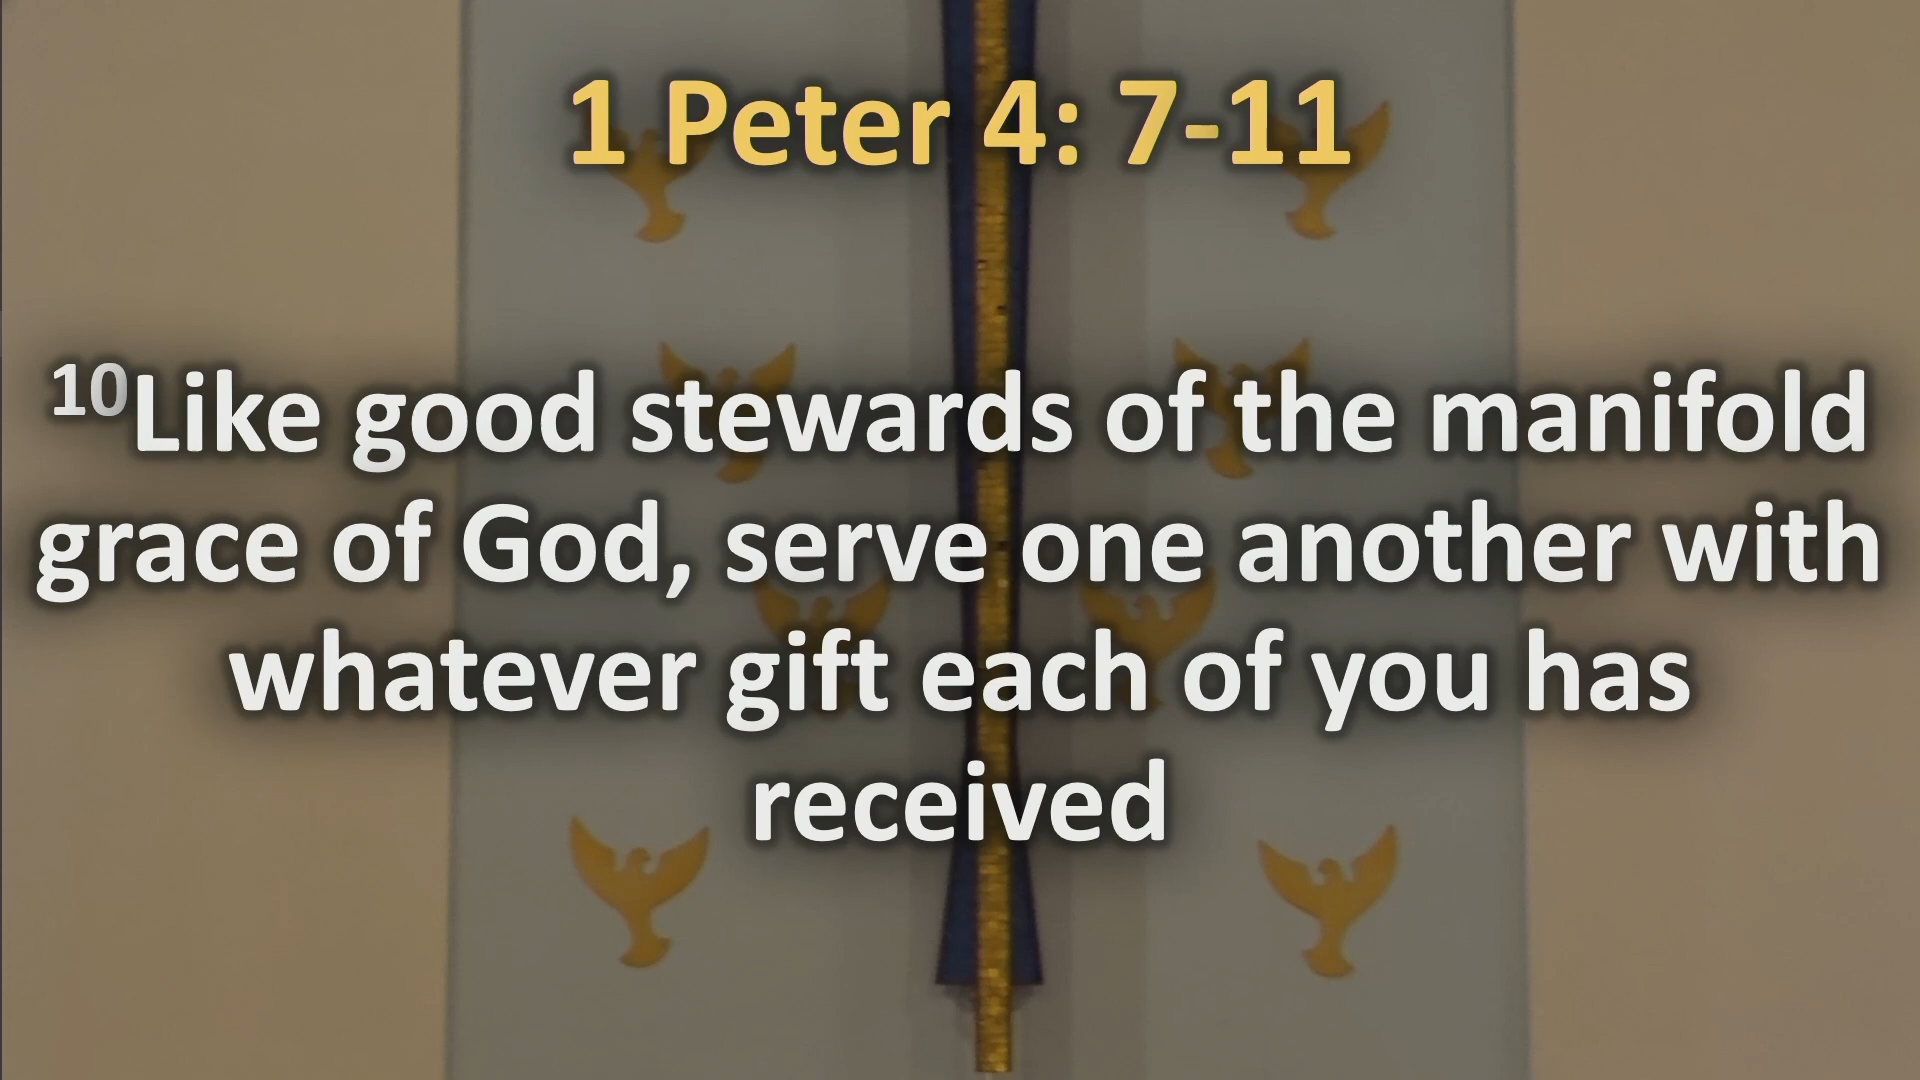 1 Peter 4: 7-11
10Like good stewards of the manifold
grace of God, serve one another with
whatever gift each of you has
received